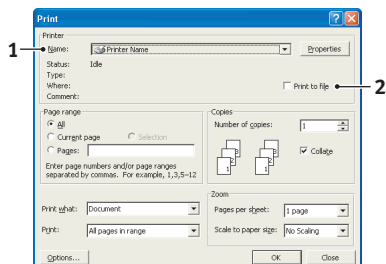 Print
Printer
1 Name: Printer Name Properties
Status: Idle
Type:
Where: Print to file 2
Comment:
Page range
All
Current page Selection
Pages:
Enter page numbers and/or page ranges
separated by commas. For example, 1,3,5–12
Copies
Number of copies: 1
Collate
Print what: Document
Print: All pages in range
Zoom
Pages per sheet: 1 page
Scale to paper size: No Scaling
Options... OK Close